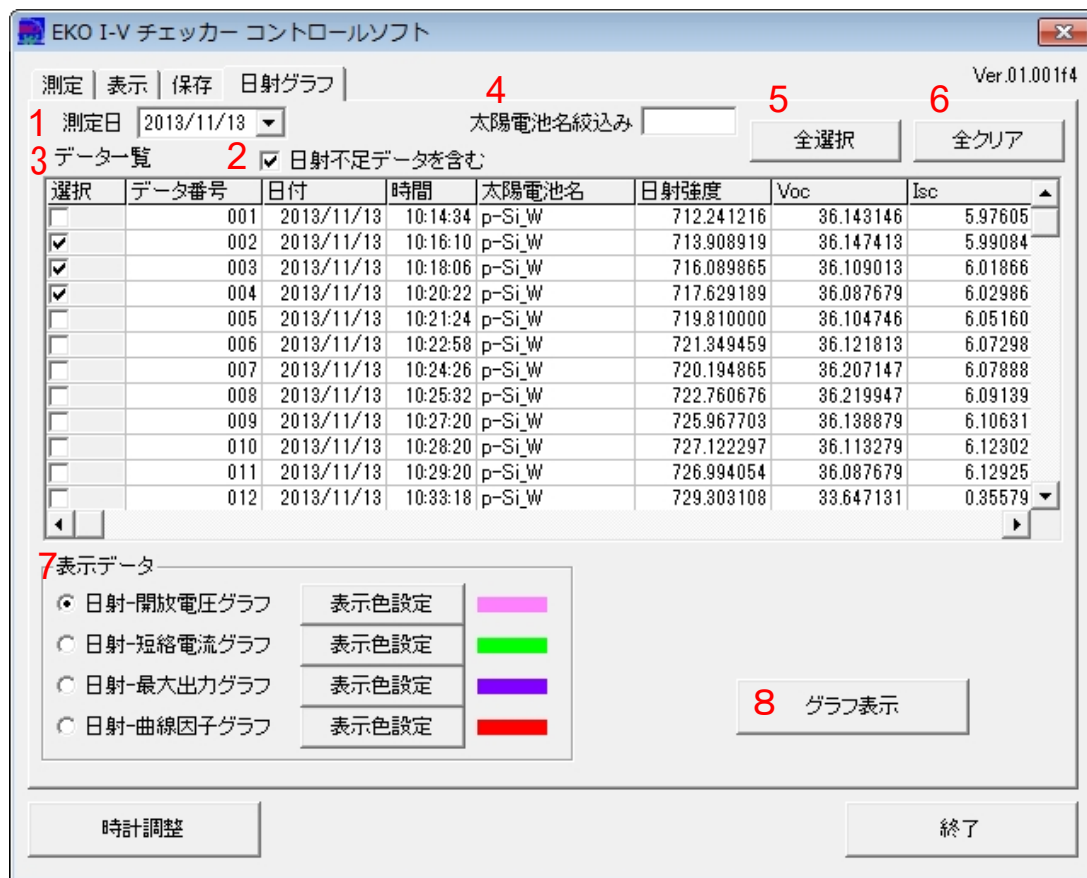 EKO I-V チェッカー コントロールソフト
測定 表示 保存 日射グラフ Ver.01.001f4
1 測定日 2013/11/13 4 太陽電池名絞込み 5 全選択 6 全クリア
3 データ一覧 2 日射不足データを含む
選択 データ番号 日付 時間 太陽電池名 日射強度 Voc Isc
001 2013/11/13 10:14:34 p-Si_W 712.241216 36.143146 5.97605
002 2013/11/13 10:16:10 p-Si_W 713.908919 36.147413 5.99084
003 2013/11/13 10:18:06 p-Si_W 716.089865 36.109013 6.01866
004 2013/11/13 10:20:22 p-Si_W 717.629189 36.087679 6.02986
005 2013/11/13 10:21:24 p-Si_W 719.810000 36.104746 6.05160
006 2013/11/13 10:22:58 p-Si_W 721.349459 36.121813 6.07298
007 2013/11/13 10:24:26 p-Si_W 720.194865 36.207147 6.07888
008 2013/11/13 10:25:32 p-Si_W 722.760676 36.219947 6.09139
009 2013/11/13 10:27:20 p-Si_W 725.967703 36.138879 6.10631
010 2013/11/13 10:28:20 p-Si_W 727.122297 36.113279 6.12302
011 2013/11/13 10:29:20 p-Si_W 726.994054 36.087679 6.12925
012 2013/11/13 10:33:18 p-Si_W 729.303108 33.647131 0.35579
7 表示データ
日射-開放電圧グラフ 表示色設定
日射-短絡電流グラフ 表示色設定
日射-最大出力グラフ 表示色設定
8 グラフ表示
日射-曲線因子グラフ 表示色設定
時計調整 終了